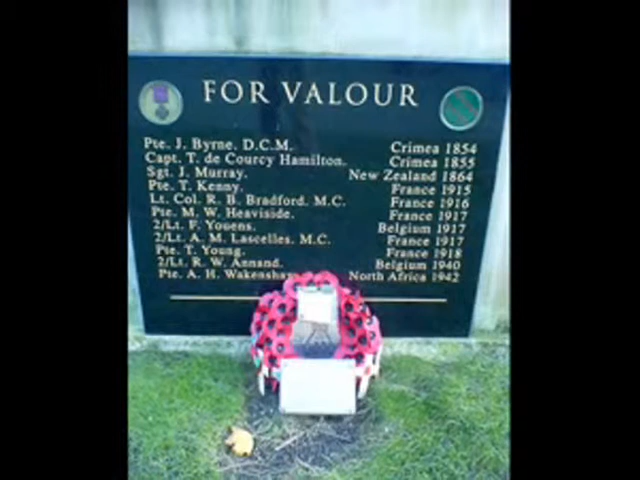 FOR VALOUR
Pte. J. Byrne. D.C.M. Crimea 1854
Capt. T. de Courcy Hamilton. Crimea 1855
Sgt. J. Murray. New Zealand 1864
Pte. T. Kenny. France 1915
Lt. Col. R. B. Bradford. M.C. France 1916
Pte. M. W. Heaviside. France 1917
2/Lt. F. Youens. Belgium 1917
2/Lt. A. M. Lascelles. M.C. France 1917
Pte. T. Young. France 1918
2/Lt. R. W. Annand. Belgium 1940
Pte. A. H. Wakenshaw North Africa 1942